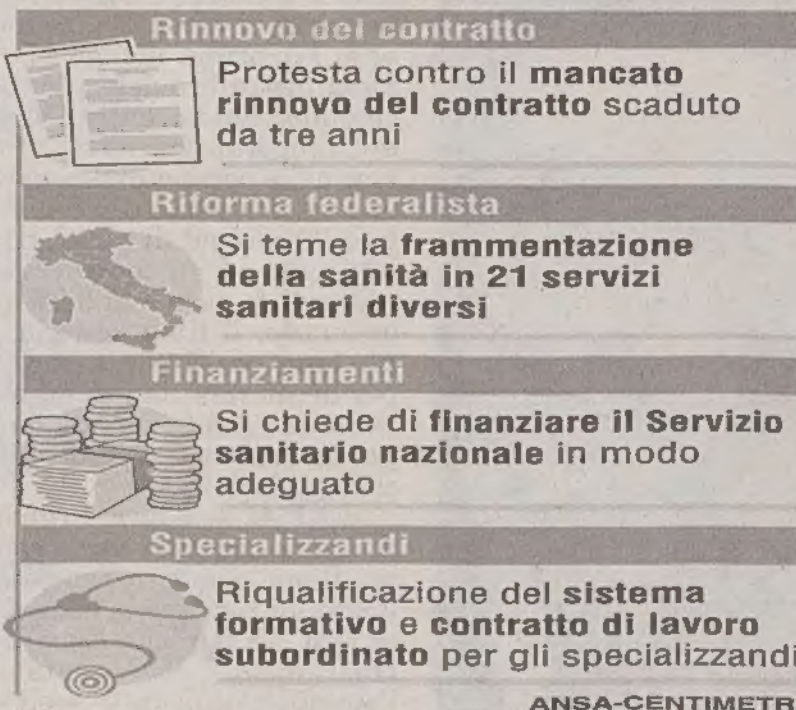 Rinnovo del contratto
Protesta contro il mancato
rinnovo del contratto scaduto
da tre anni
Riforma federalista
Si teme la frammentazione
della sanità in 21 servizi
sanitari diversi
Finanziamenti
Si chiede di finanziare il Servizio
sanitario nazionale in modo
adeguato
Specializzandi
Riqualificazione del sistema
formativo e contratto di lavoro
subordinato per gli specializzandi
ANSA-CENTIMETR